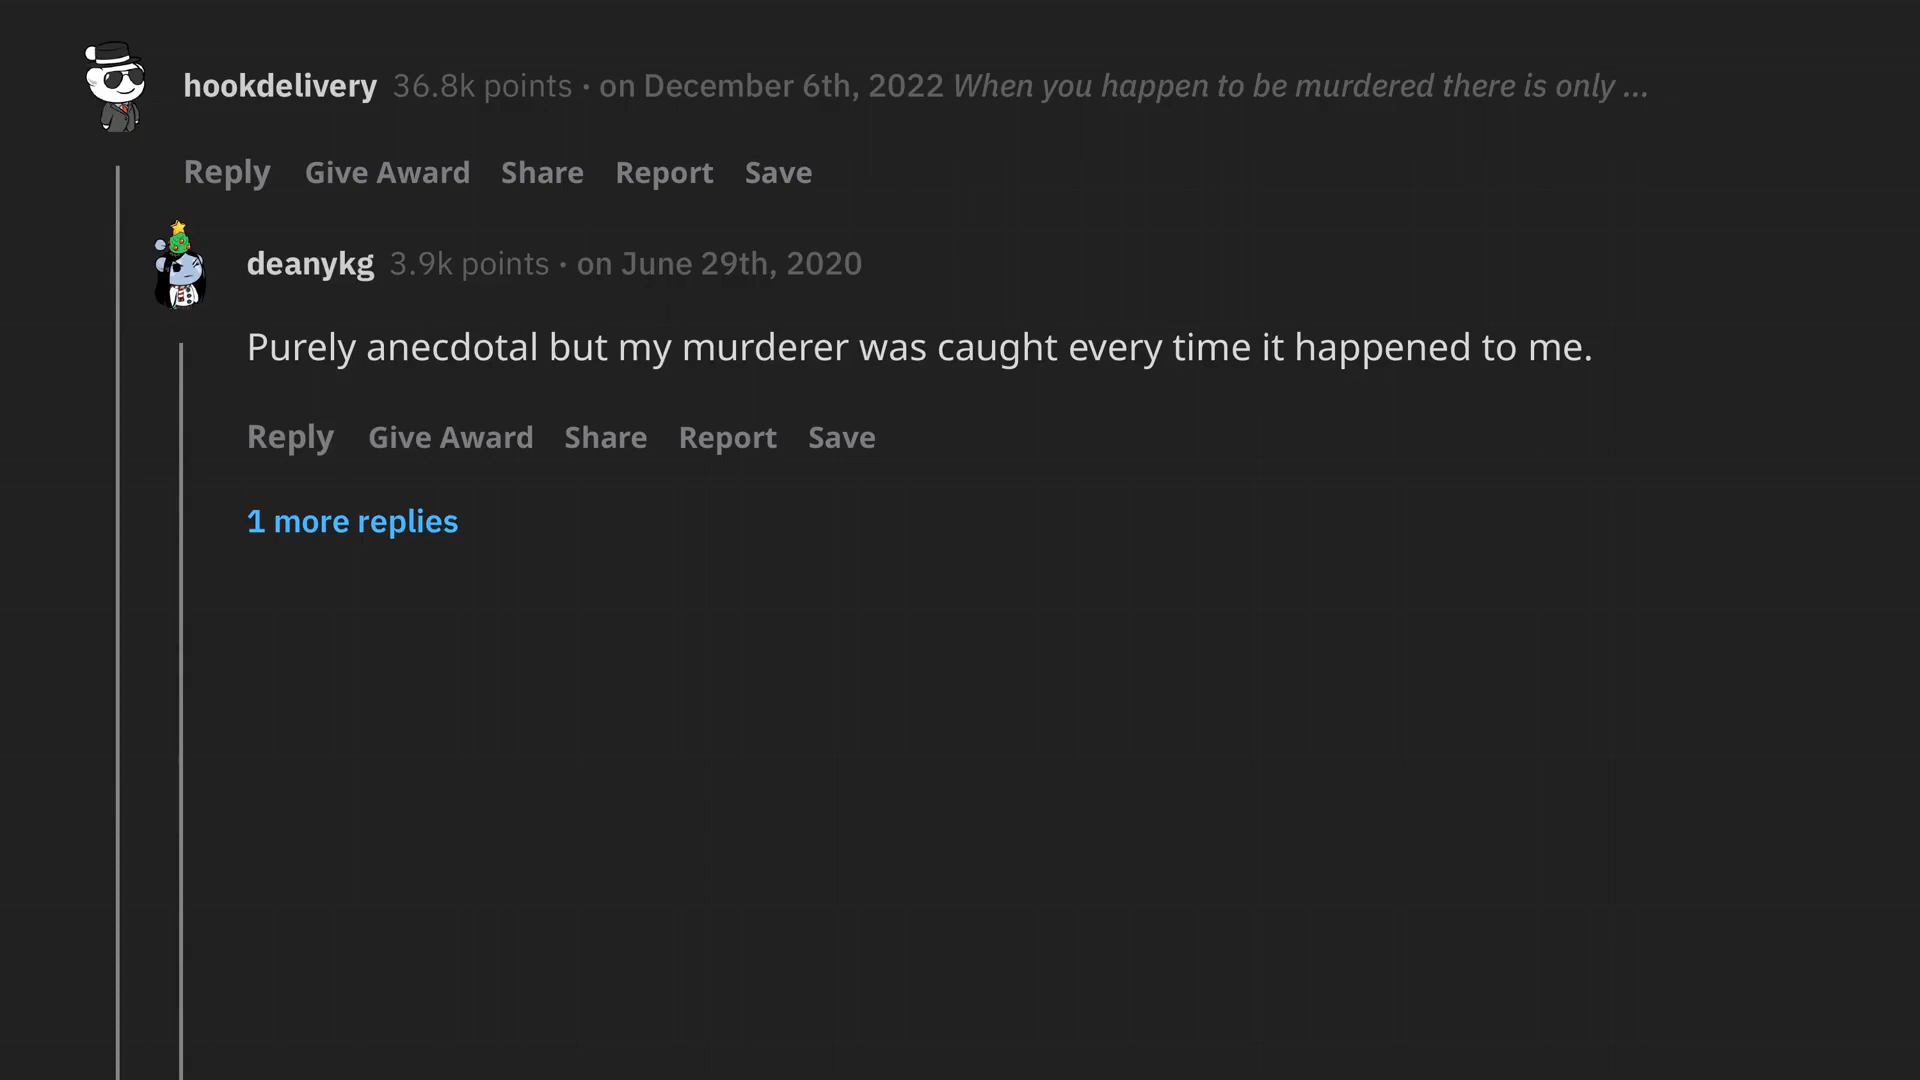 hookdelivery 36.8k points · on December 6th, 2022 When you happen to be murdered there is only ...
Reply Give Award Share Report Save
deanykg 3.9k points · on June 29th, 2020
Purely anecdotal but my murderer was caught every time it happened to me.
Reply Give Award Share Report Save
1 more replies